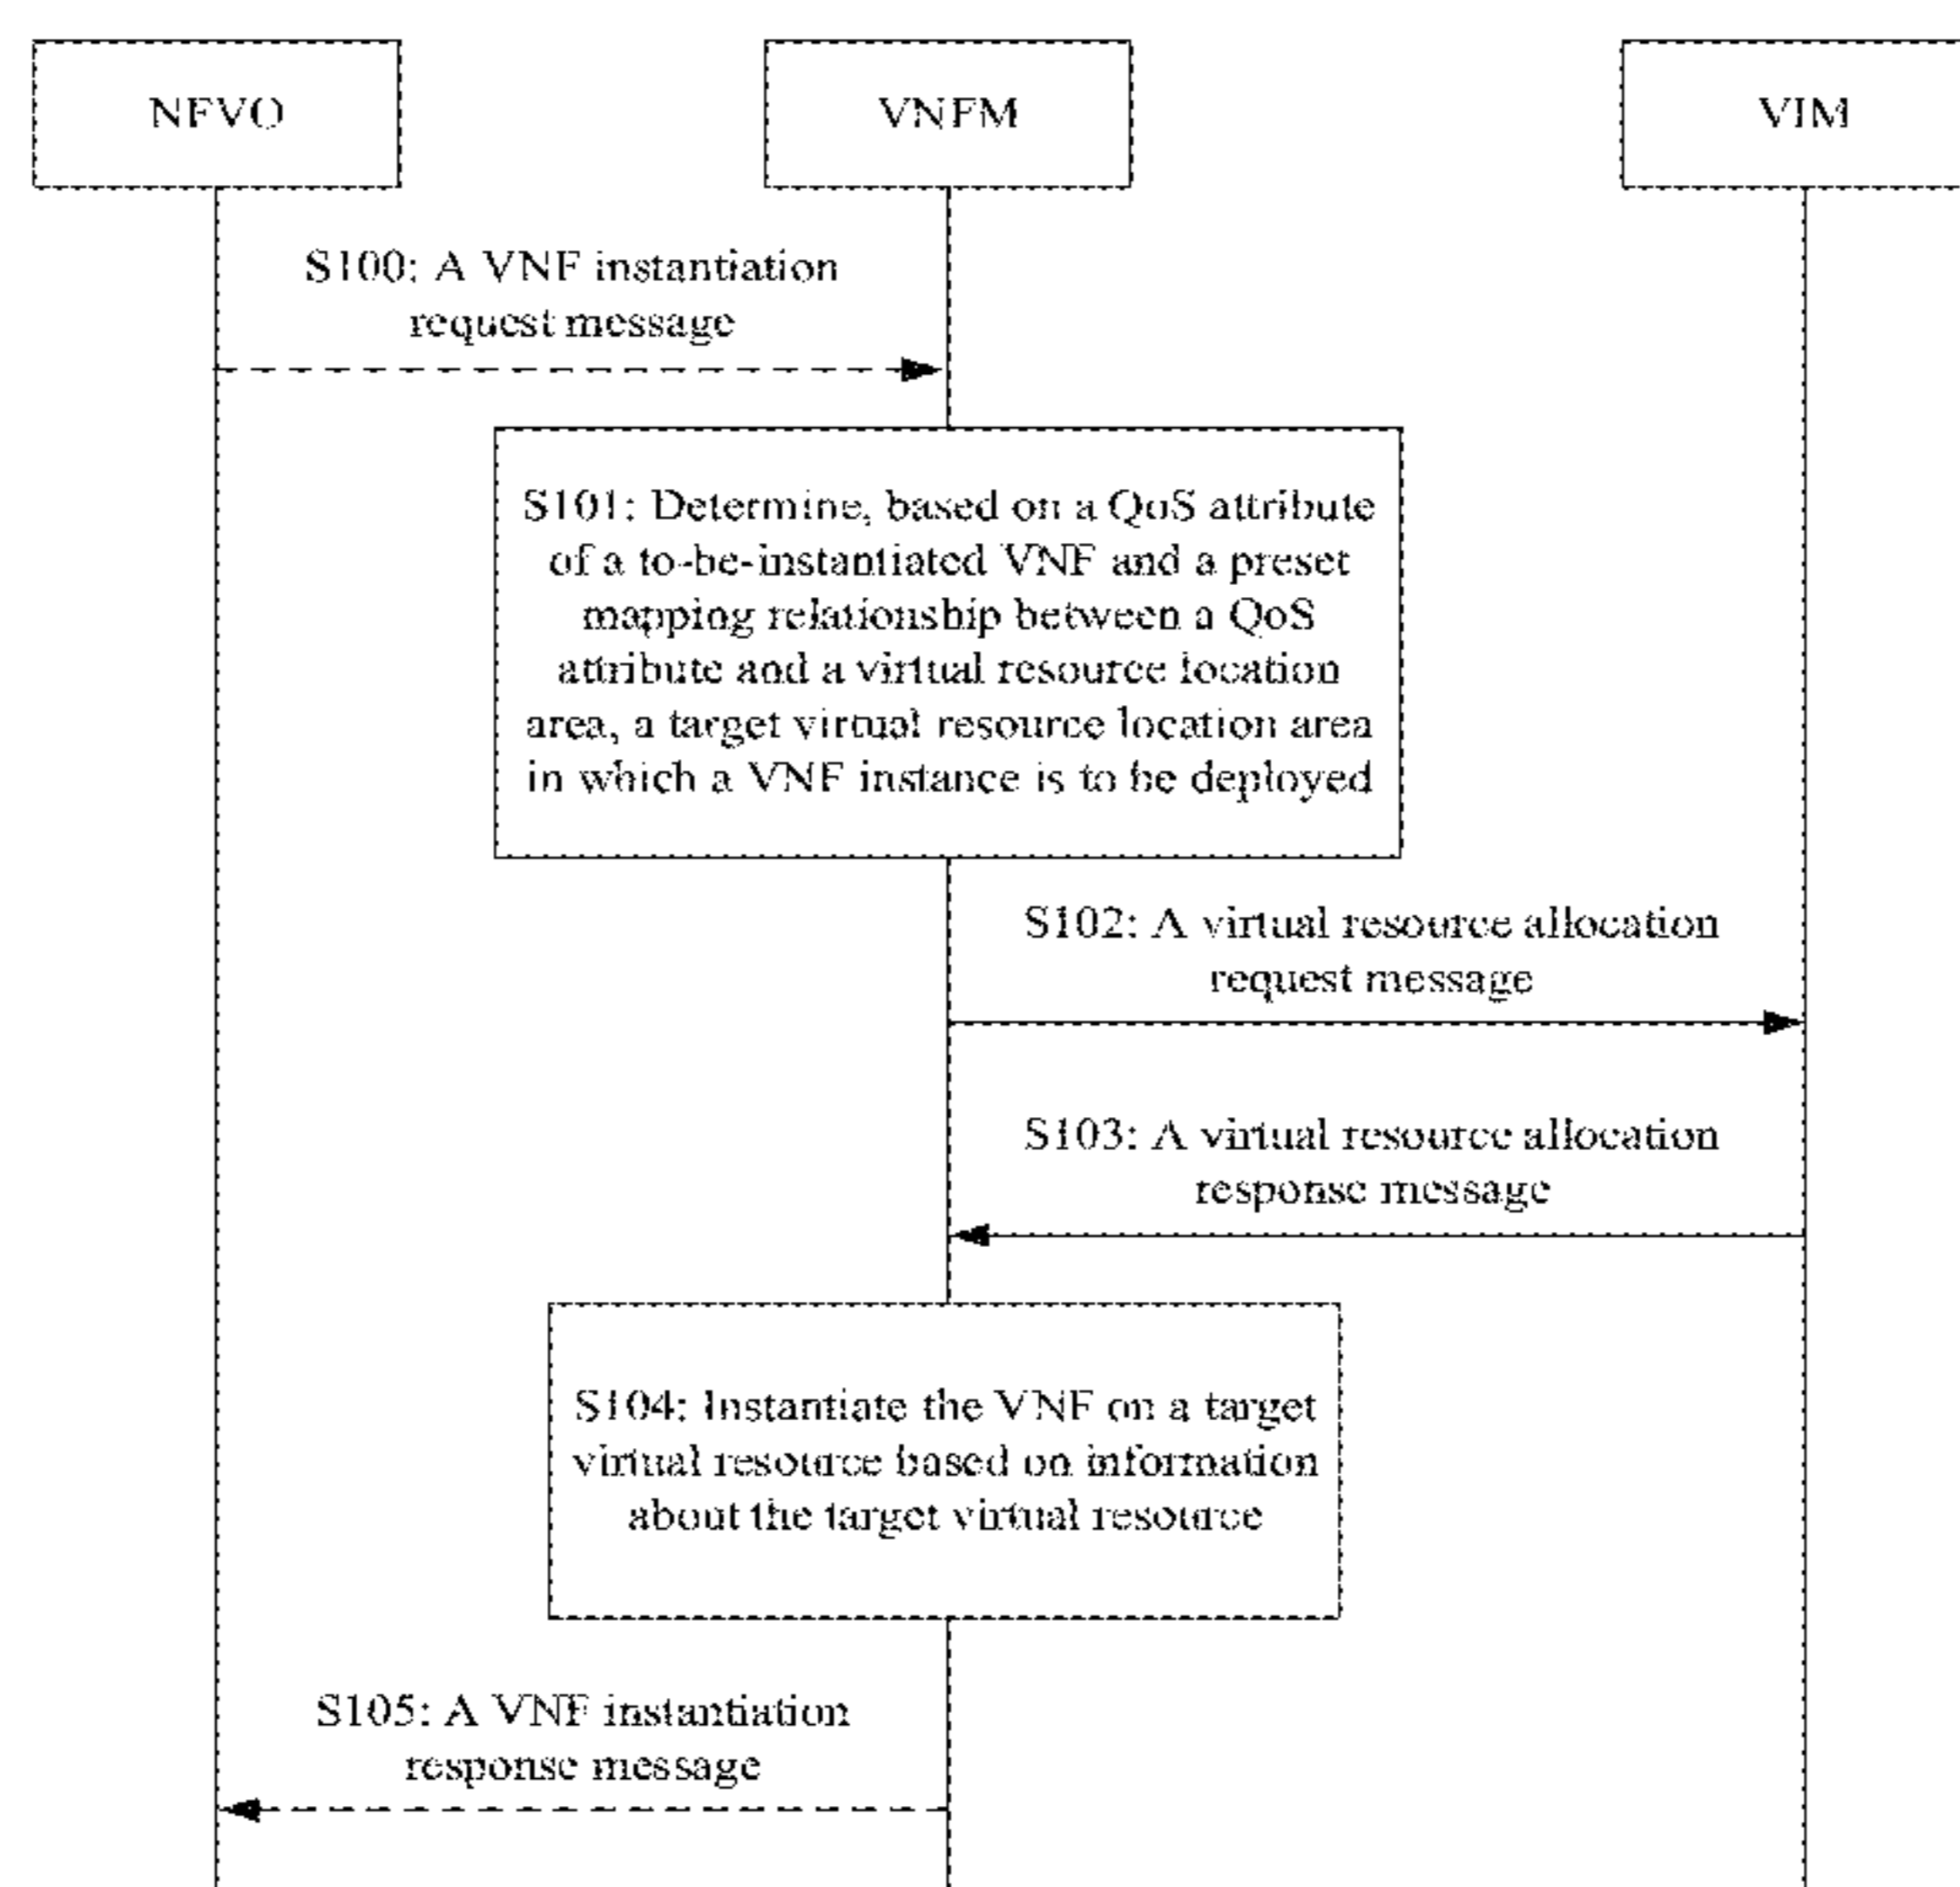 NFVO
VNFM
VIM
S100: A VNF instantiation
request message
S101: Determine, based on a QoS attribute
of a to-be-instantiated VNF and a preset
mapping relationship between a QoS
attribute and a virtual resource location
area, a target virtual resource location area
in which a VNF instance is to be deployed
S102: A virtual resource allocation
request message
S103: A virtual resource allocation
response message
S104: Instantiate the VNF on a target
virtual resource based on information
about the target virtual resource
S105: A VNF instantiation
response message